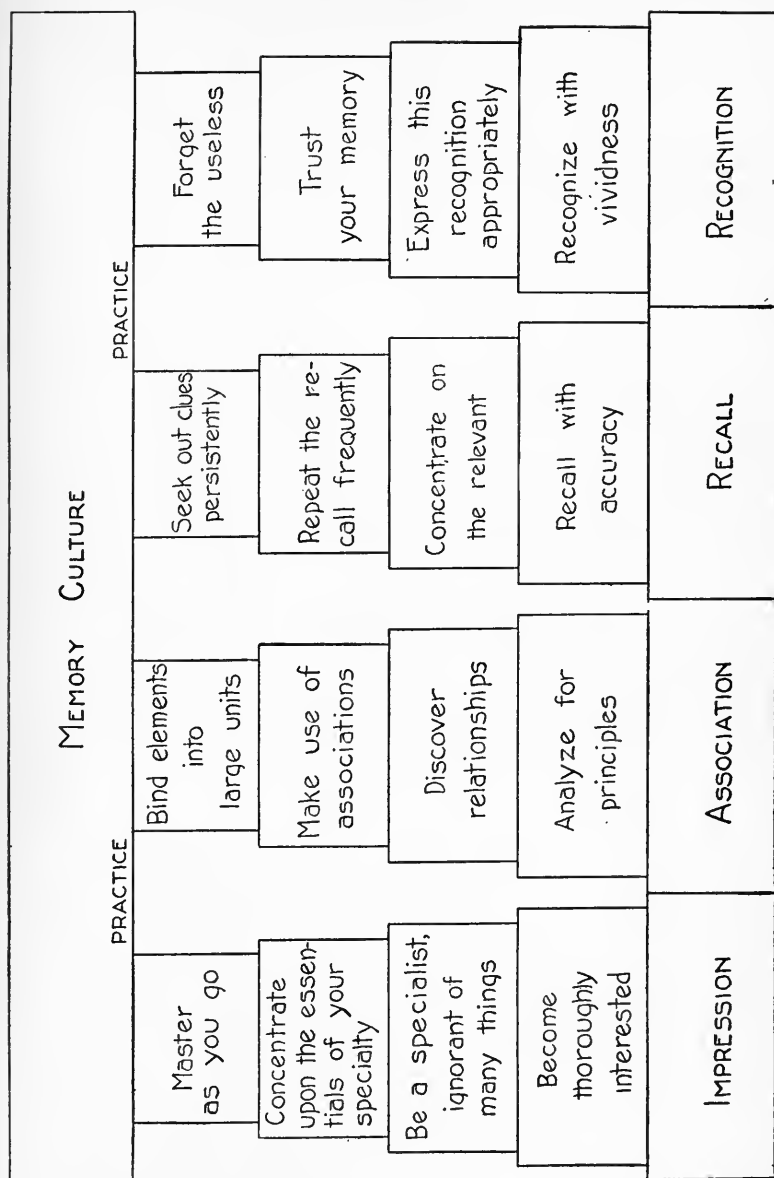 MEMORY CULTURE
PRACTICE
PRACTICE
Master
as you go
Concentrate
upon the essen-
tials of your
specialty
Be a specialist,
ignorant of
many things
Become
thoroughly
interested
IMPRESSION
Bind elements
into
large units
Make use of
associations
Discover
relationships
Analyze for
principles
ASSOCIATION
Seek out clues
persistently
Repeat the re-
call frequently
Concentrate on
the relevant
Recall with
accuracy
RECALL
Forget
the useless
Trust
your memory
Express this
recognition
appropriately
Recognize with
vividness
RECOGNITION